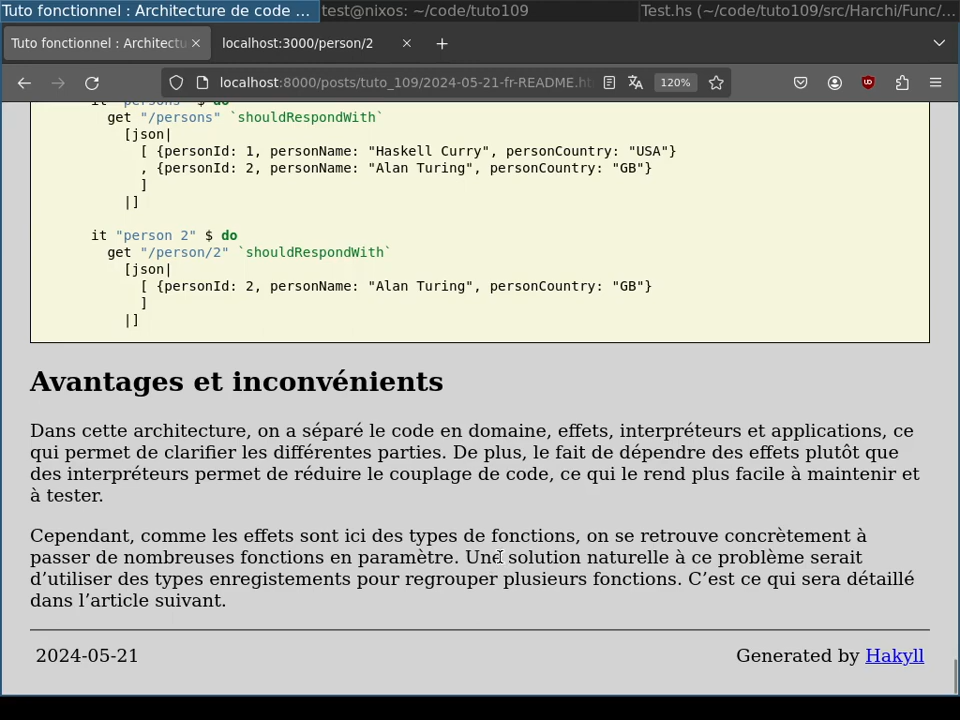 Tuto fonctionnel : Architecture de code ... test@nixos: ~/code/tuto109 Test.hs (~/code/tuto109/src/Harchi/Func/...
Tuto fonctionnel : Architectu localhost:3000/person/2
localhost:8000/posts/tuto_109/2024-05-21-fr-README.ht 120%
it "persons" $ do
get "/persons" `shouldRespondWith`
[json|
[ {personId: 1, personName: "Haskell Curry", personCountry: "USA"}
, {personId: 2, personName: "Alan Turing", personCountry: "GB"}
]
|]
it "person 2" $ do
get "/person/2" `shouldRespondWith`
[json|
[ {personId: 2, personName: "Alan Turing", personCountry: "GB"}
]
|]
Avantages et inconvénients
Dans cette architecture, on a séparé le code en domaine, effets, interpréteurs et applications, ce
qui permet de clarifier les différentes parties. De plus, le fait de dépendre des effets plutôt que
des interpréteurs permet de réduire le couplage de code, ce qui le rend plus facile à maintenir et
à tester.
Cependant, comme les effets sont ici des types de fonctions, on se retrouve concrètement à
passer de nombreuses fonctions en paramètre. Une solution naturelle à ce problème serait
d’utiliser des types enregistements pour regrouper plusieurs fonctions. C’est ce qui sera détaillé
dans l’article suivant.
2024-05-21 Generated by Hakyll